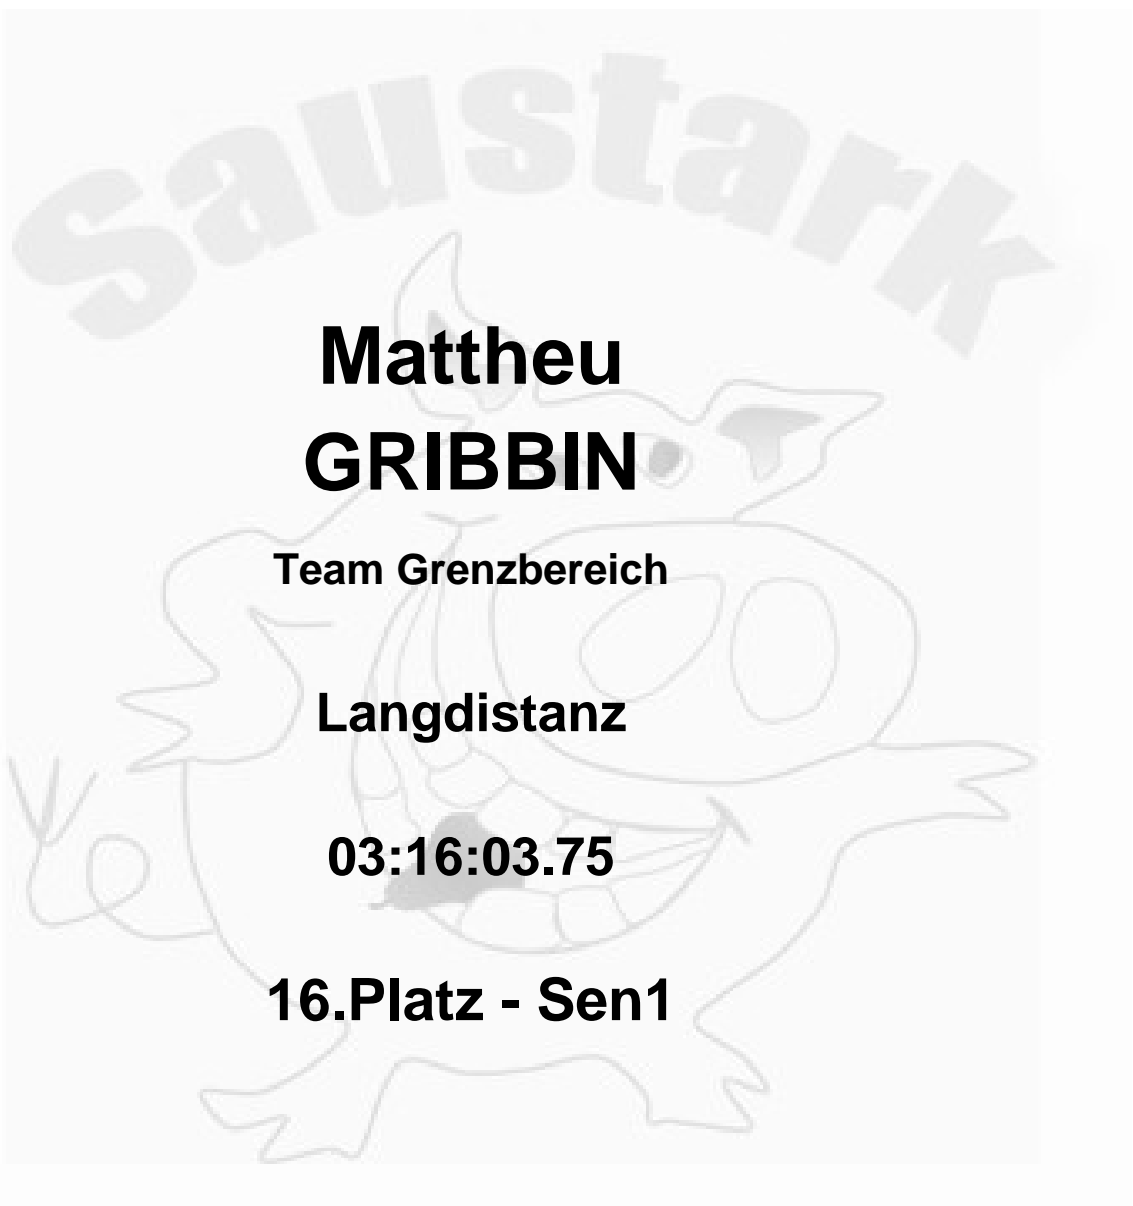 Saustark
Mattheu
GRIBBIN
Team Grenzbereich
Langdistanz
03:16:03.75
16.Platz - Sen1